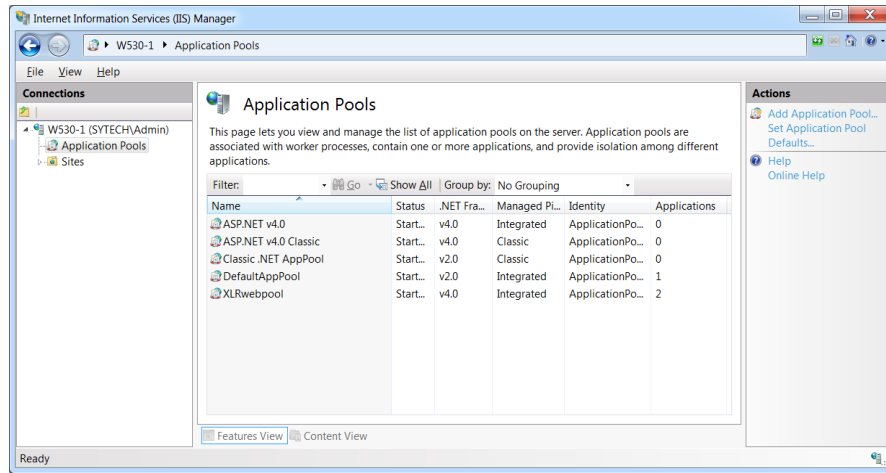 Internet Information Services (IIS) Manager
W530-1 Application Pools
File View Help
Connections
W530-1 (SYTECH\Admin)
Application Pools
Sites
Application Pools
This page lets you view and manage the list of application pools on the server. Application pools are
associated with worker processes, contain one or more applications, and provide isolation among different
applications.
Filter: Go Show All Group by: No Grouping
Name Status .NET Fra... Managed Pi... Identity Applications
ASP.NET v4.0 Start... v4.0 Integrated ApplicationPo... 0
ASP.NET v4.0 Classic Start... v4.0 Classic ApplicationPo... 0
Classic .NET AppPool Start... v2.0 Classic ApplicationPo... 0
DefaultAppPool Start... v2.0 Integrated ApplicationPo... 1
XLRwebpool Start... v4.0 Integrated ApplicationPo... 2
Features View Content View
Actions
Add Application Pool...
Set Application Pool
Defaults...
Help
Online Help
Ready